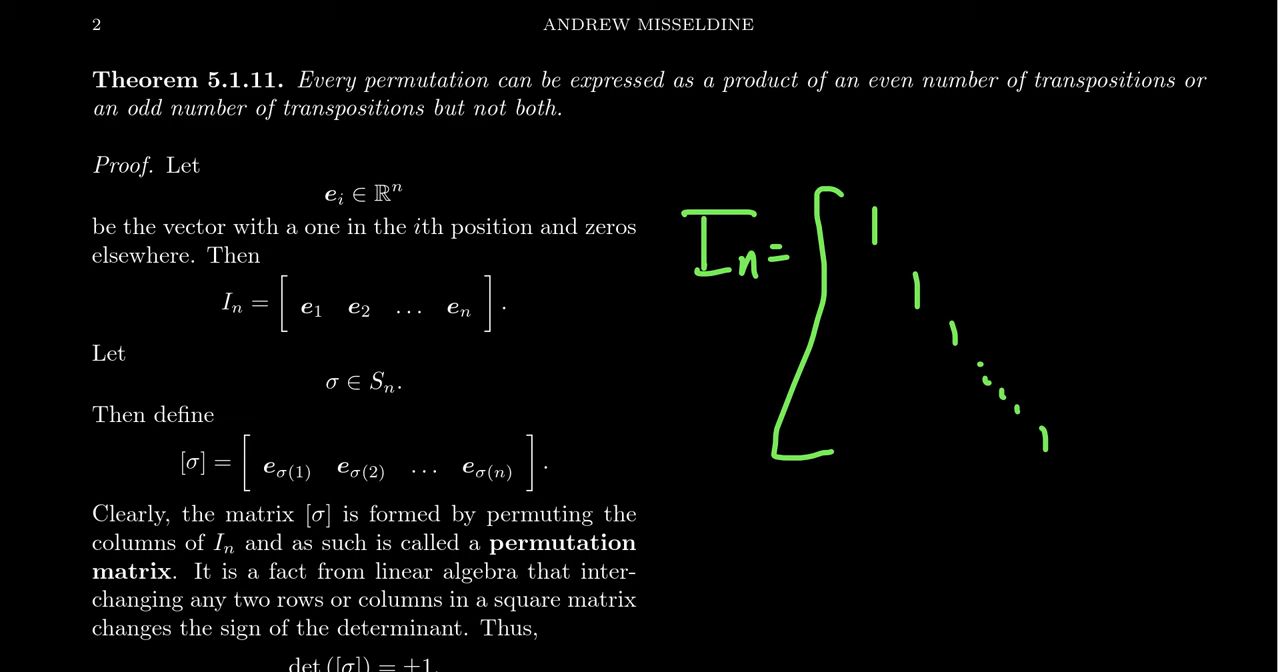 2
ANDREW MISSELDINE
Theorem 5.1.11. Every permutation can be expressed as a product of an even number of transpositions or
an odd number of transpositions but not both.
Proof. Let
e_i ∈ ℝ^n
be the vector with a one in the ith position and zeros
elsewhere. Then
I_n = [ e_1 e_2 ... e_n ].
Let
σ ∈ S_n.
Then define
[σ] = [ e_σ(1) e_σ(2) ... e_σ(n) ].
Clearly, the matrix [σ] is formed by permuting the
columns of I_n and as such is called a permutation
matrix. It is a fact from linear algebra that inter-
changing any two rows or columns in a square matrix
changes the sign of the determinant. Thus,
det ([σ]) = ±1.
I_n = [ 1
1
1
⋱
1